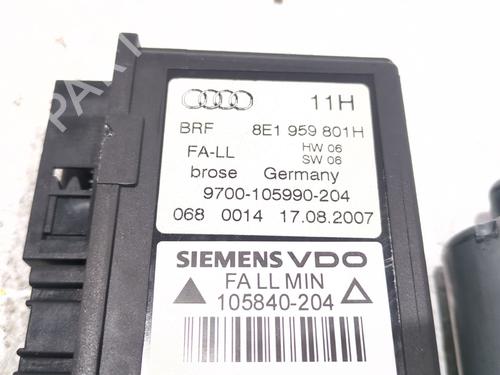 11H
BRF 8E1 959 801H
FA-LL HW 06
SW 06
brose Germany
9700-105990-204
068 0014 17.08.2007
SIEMENS VDO
FA LL MIN
105840-204